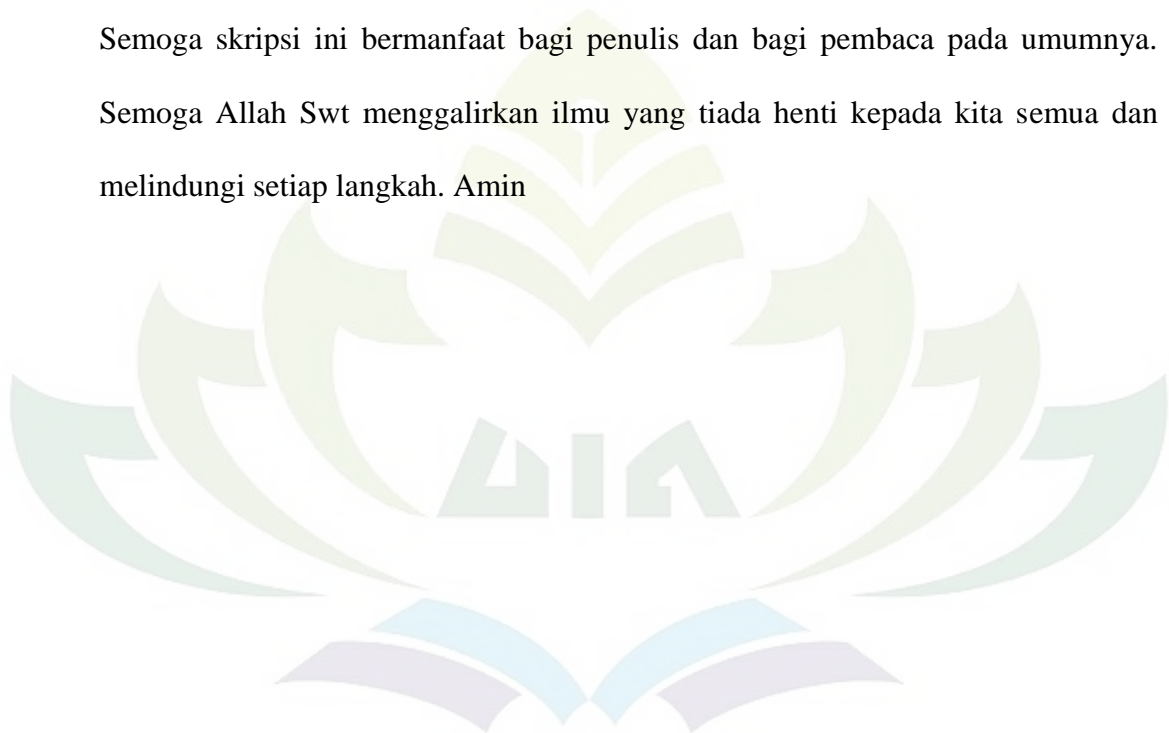 Semoga skripsi ini bermanfaat bagi penulis dan bagi pembaca pada umumnya.
Semoga Allah Swt menggalirkan ilmu yang tiada henti kepada kita semua dan
melindungi setiap langkah. Amin
UIN